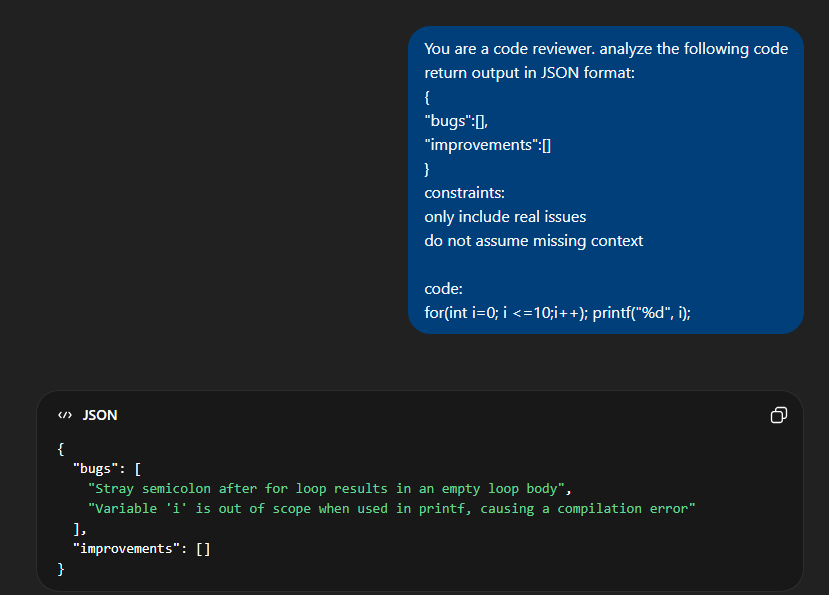 You are a code reviewer. analyze the following code
return output in JSON format:
{
"bugs":[],
"improvements":[]
}
constraints:
only include real issues
do not assume missing context
code:
for(int i=0; i <=10;i++); printf("%d", i);
</> JSON
{
"bugs": [
"Stray semicolon after for loop results in an empty loop body",
"Variable 'i' is out of scope when used in printf, causing a compilation error"
],
"improvements": []
}